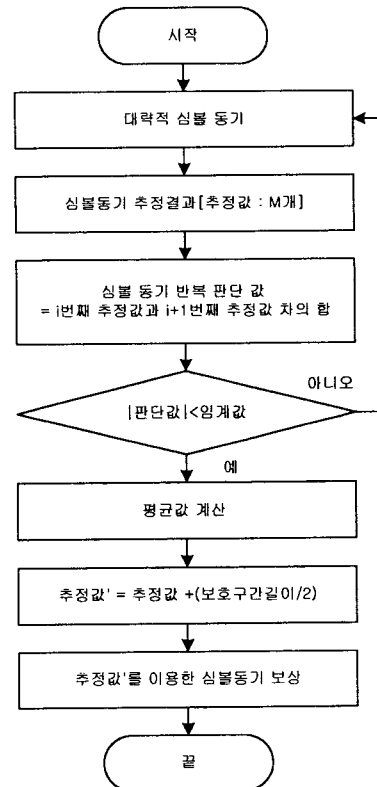 시작
대략적 심볼 동기
심볼동기 추정결과[추정값 : M개]
심볼 동기 반복 판단 값
= i번째 추정값과 i+1번째 추정값 차의 합
아니오
|판단값|<임계값
예
평균값 계산
추정값' = 추정값 +(보호구간길이/2)
추정값'를 이용한 심볼동기 보상
끝